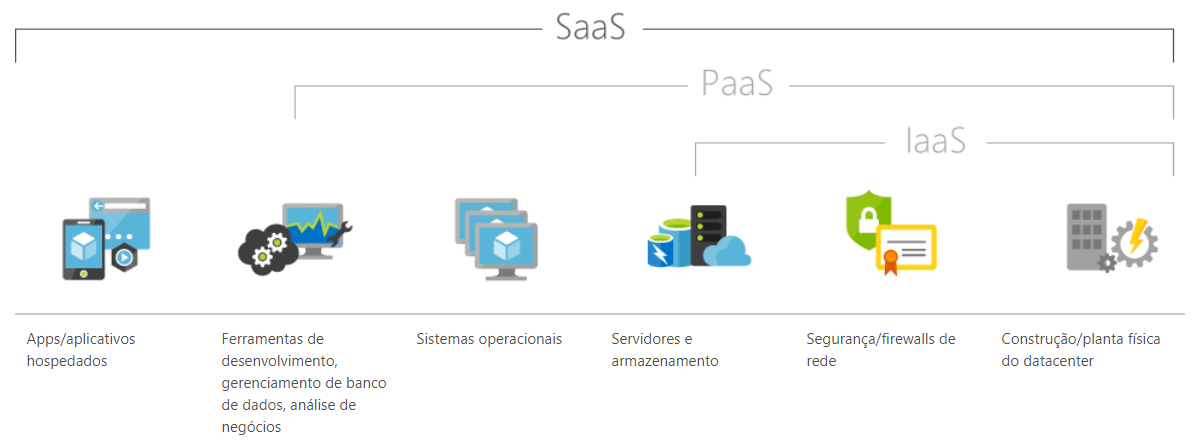 SaaS
PaaS
IaaS
Apps/aplicativos
hospedados
Ferramentas de
desenvolvimento,
gerenciamento de banco
de dados, análise de
negócios
Sistemas operacionais
Servidores e
armazenamento
Segurança/firewalls de
rede
Construção/planta física
do datacenter